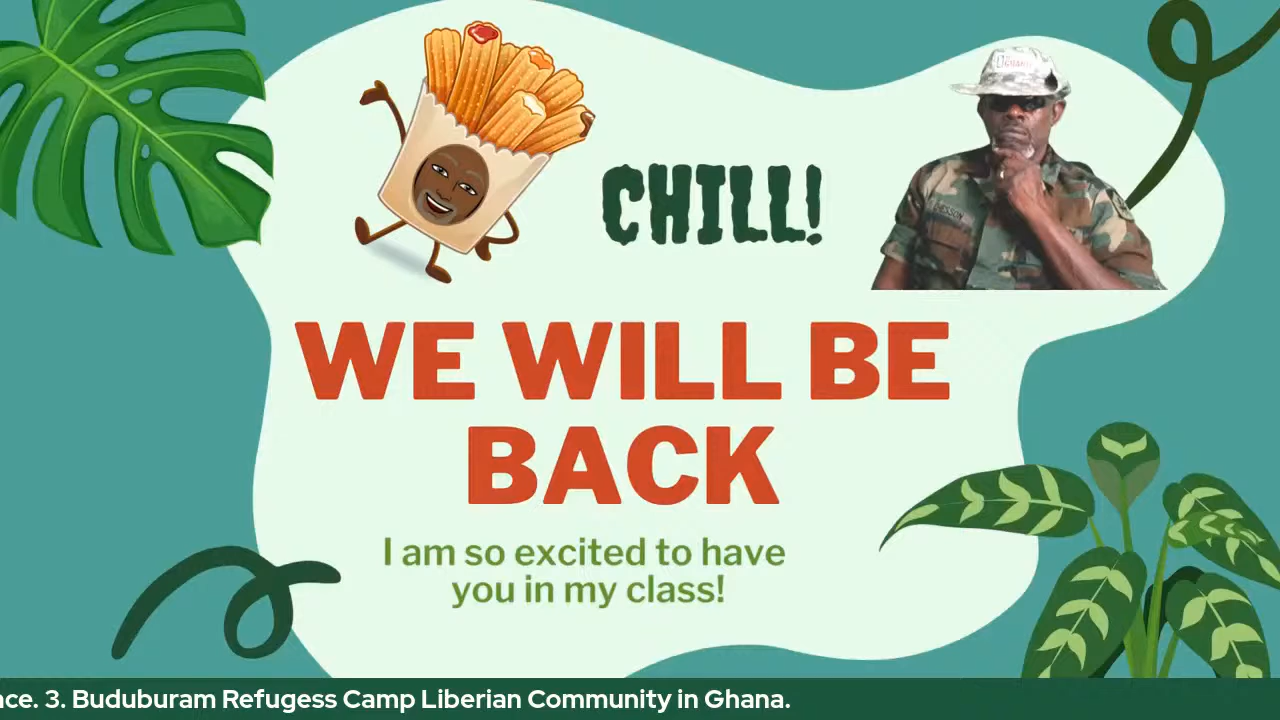 CHILL!
WE WILL BE
BACK
I am so excited to have
you in my class!
nce. 3. Buduburam Refugess Camp Liberian Community in Ghana.